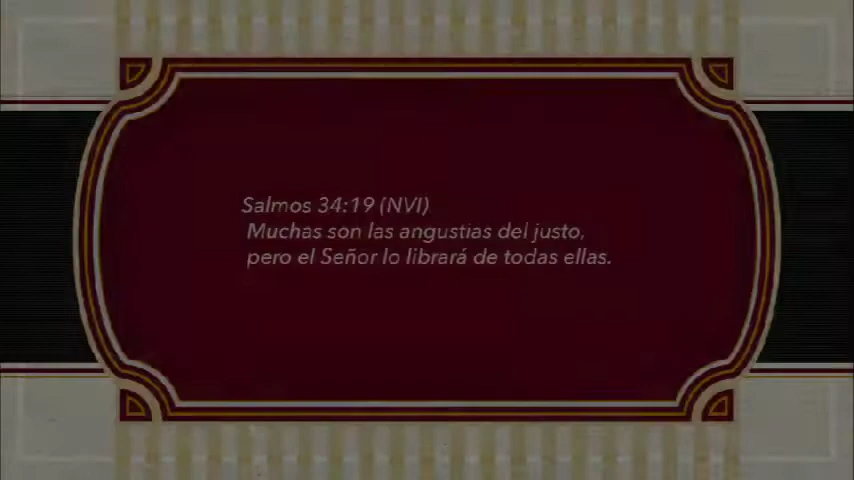 Salmos 34:19 (NVI)
Muchas son las angustias del justo,
pero el Señor lo librará de todas ellas.